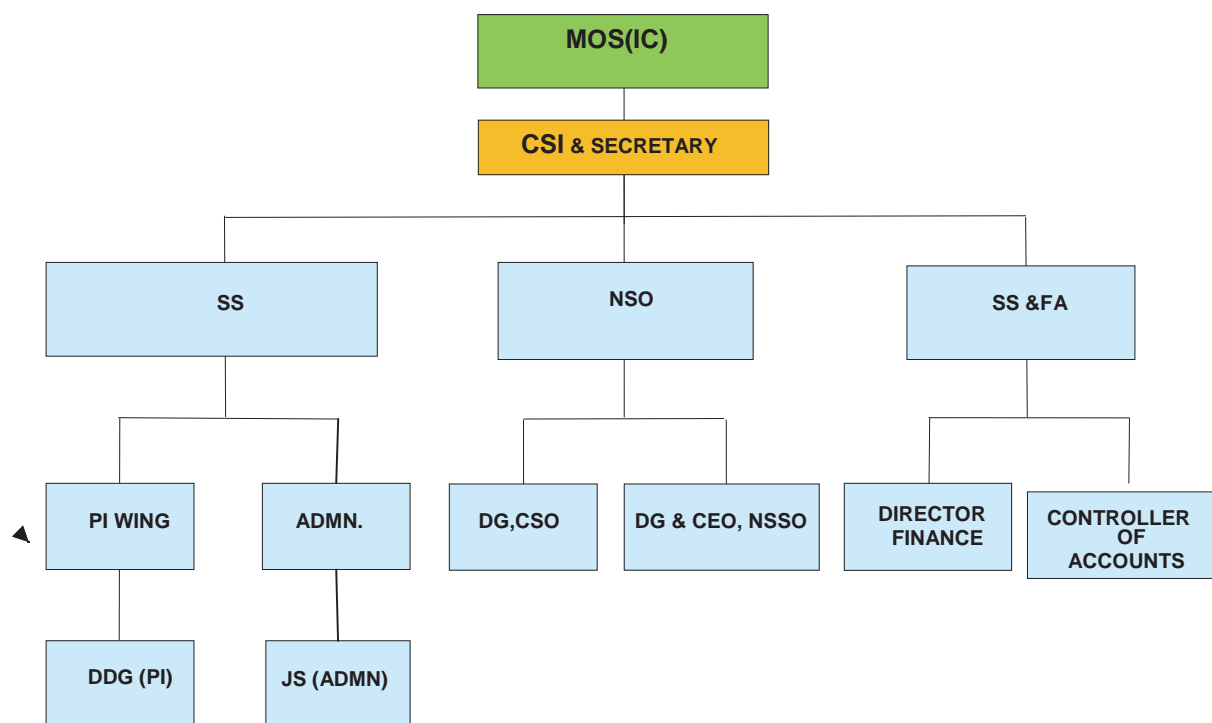 MOS(IC)
CSI & SECRETARY
SS
NSO
SS &FA
PI WING
ADMN.
DG,CSO
DG & CEO, NSSO
DIRECTOR
FINANCE
CONTROLLER
OF
ACCOUNTS
DDG (PI)
JS (ADMN)